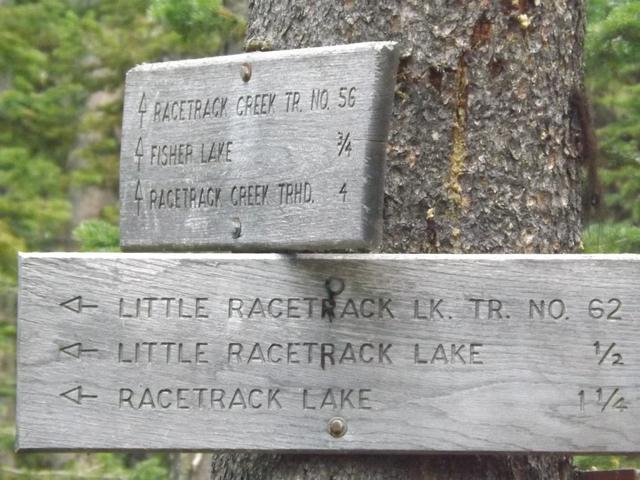 RACETRACK CREEK TR. NO. 56
FISHER LAKE 3/4
RACETRACK CREEK TRHD. 4
LITTLE RACETRACK LK. TR. NO. 62
LITTLE RACETRACK LAKE 1/2
RACETRACK LAKE 1 1/4